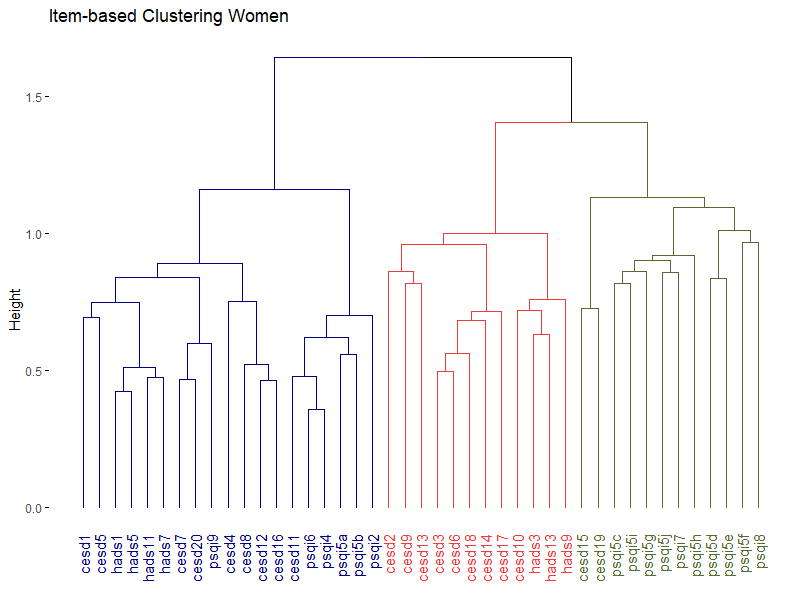 Item-based Clustering Women
Height
1.5
1.0
0.5
0.0
cesd1
cesd5
hads1
hads5
hads11
hads7
cesd7
cesd20
psqi9
cesd4
cesd8
cesd12
cesd16
cesd11
psqi6
psqi4
psqi5a
psqi5b
psqi2
cesd2
cesd9
cesd13
cesd3
cesd6
cesd18
cesd14
cesd17
cesd10
hads3
hads13
hads9
cesd15
cesd19
psqi5c
psqi5i
psqi5g
psqi5j
psqi7
psqi5h
psqi5d
psqi5e
psqi5f
psqi8